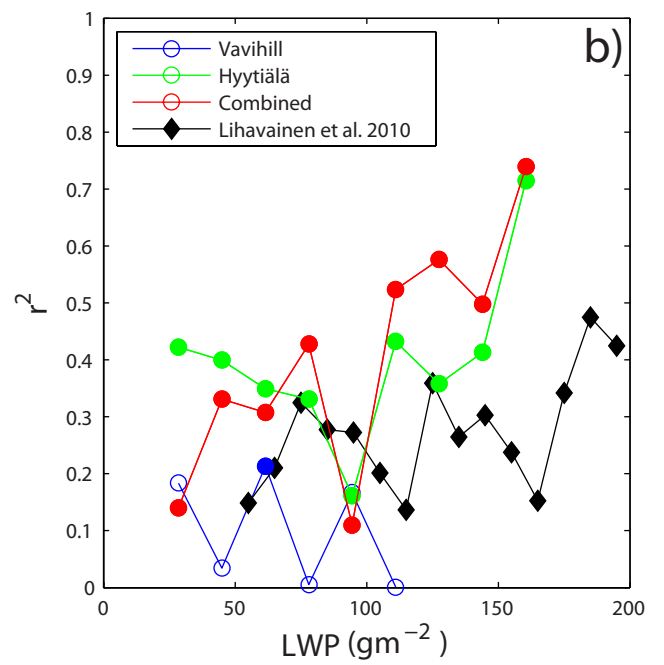 b)
Vavihill
Hyytiälä
Combined
Lihavainen et al. 2010
1
0.9
0.8
0.7
0.6
0.5
0.4
0.3
0.2
0.1
0
r²
0 50 100 150 200
LWP (gm⁻²)